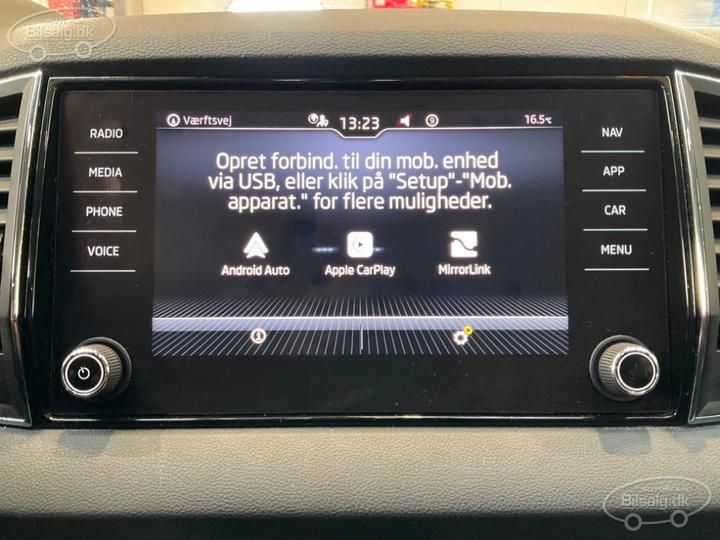 Bilsalg.dk
Værftsvej
13:23
9
16.5°C
RADIO
MEDIA
PHONE
VOICE
NAV
APP
CAR
MENU
Opret forbind. til din mob. enhed
via USB, eller klik på "Setup"-"Mob.
apparat." for flere muligheder.
Android Auto
Apple CarPlay
MirrorLink
Bilsalg.dk